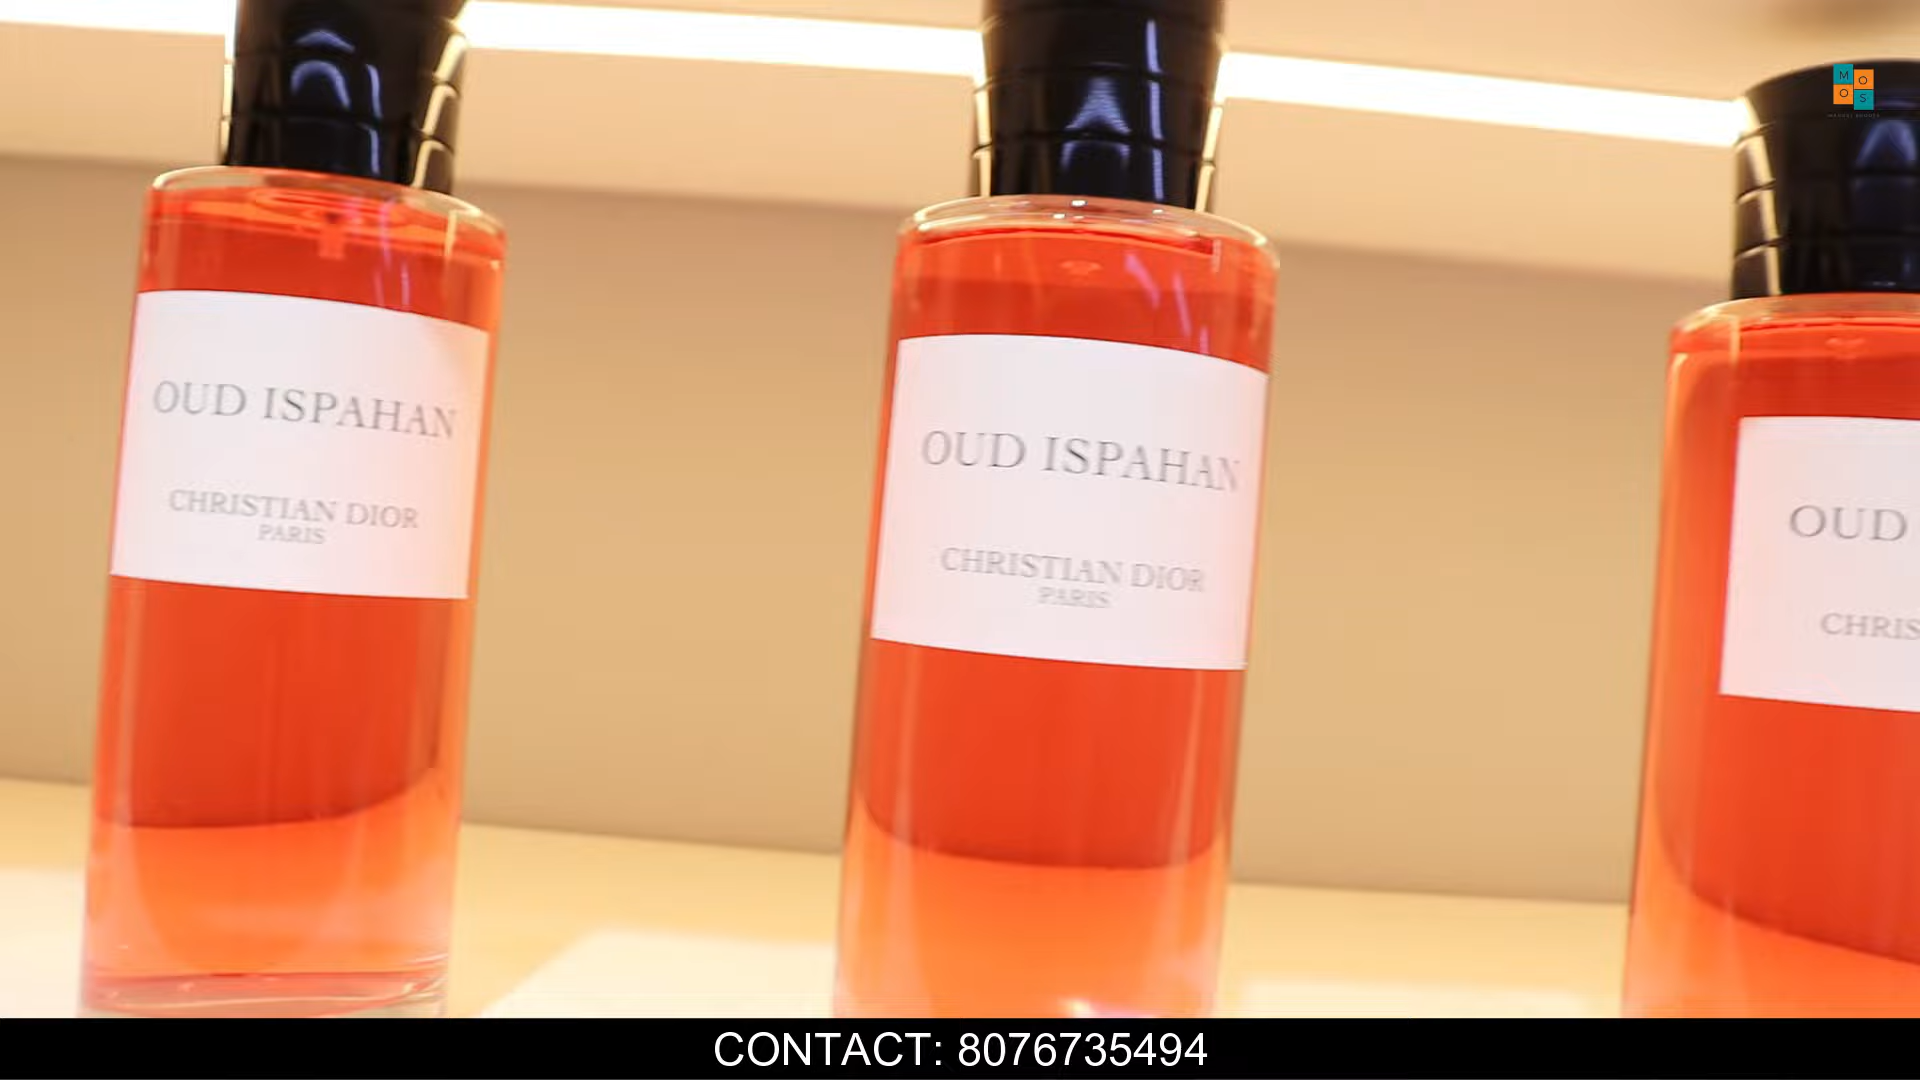 M
O
O
S
OUD ISPAHAN
CHRISTIAN DIOR
PARIS
OUD ISPAHAN
CHRISTIAN DIOR
PARIS
OUD
CHRIS
CONTACT: 8076735494